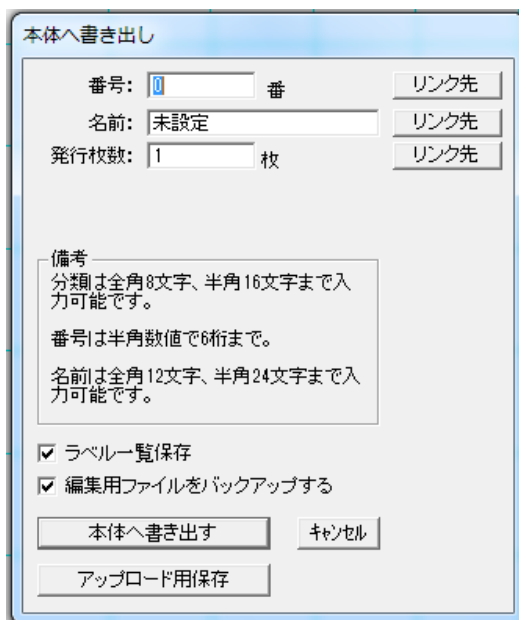 本体へ書き出し
番号: 0 番 リンク先
名前: 未設定 リンク先
発行枚数: 1 枚 リンク先
備考
分類は全角8文字、半角16文字まで入
力可能です。
番号は半角数値で6桁まで。
名前は全角12文字、半角24文字まで入
力可能です。
ラベル一覧保存
編集用ファイルをバックアップする
本体へ書き出す ｷｬﾝｾﾙ
アップロード用保存